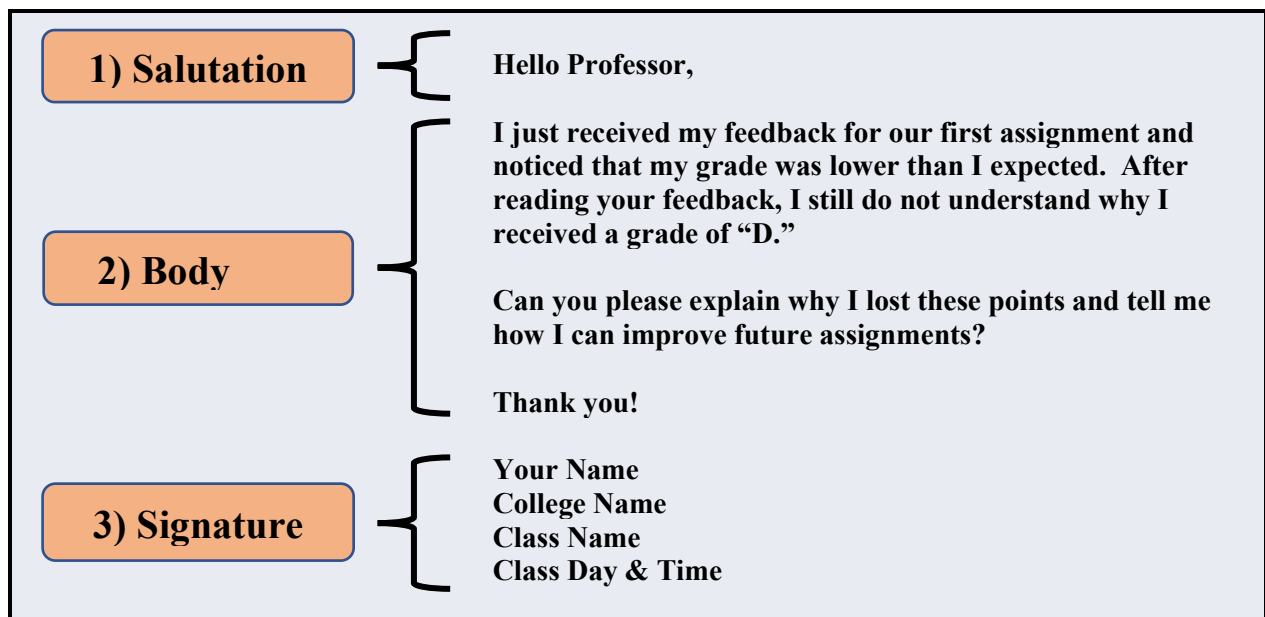 1) Salutation
Hello Professor,
I just received my feedback for our first assignment and
noticed that my grade was lower than I expected.  After
reading your feedback, I still do not understand why I
received a grade of “D.”
2) Body
Can you please explain why I lost these points and tell me
how I can improve future assignments?
Thank you!
3) Signature
Your Name
College Name
Class Name
Class Day & Time